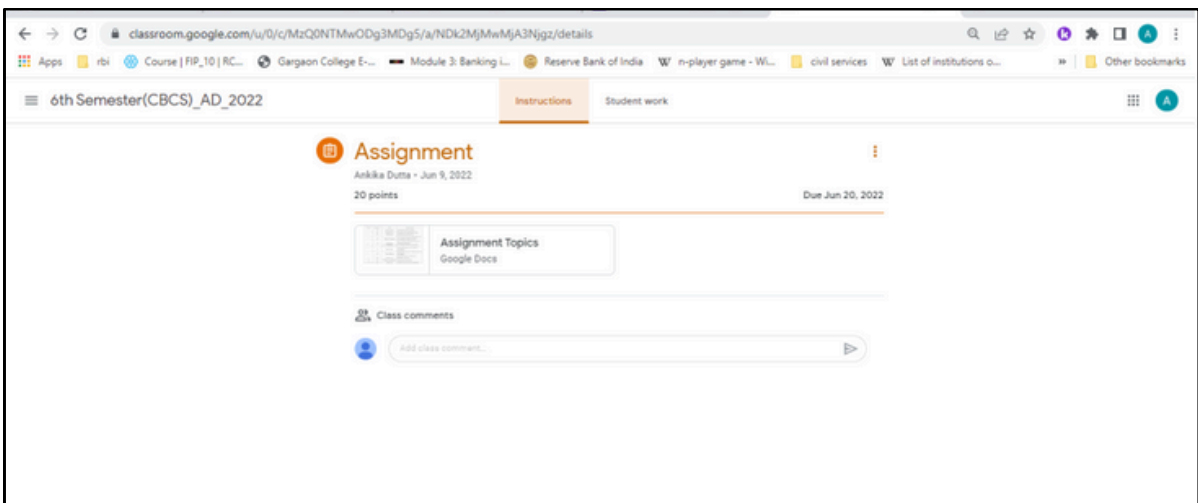 classroom.google.com/u/0/c/MzQ0NTMwODg3MDg5/a/NDk2MjMwMjA3Njgz/details
Apps rbi Course | FIP_10 | RC... Gargaon College E-... Module 3: Banking i... Reserve Bank of India W n-player game - Wi... civil services W List of institutions o... » Other bookmarks
6th Semester(CBCS)_AD_2022 Instructions Student work A
Assignment
Ankika Dutta • Jun 9, 2022
20 points Due Jun 20, 2022
Assignment Topics
Google Docs
Class comments
Add class comment...